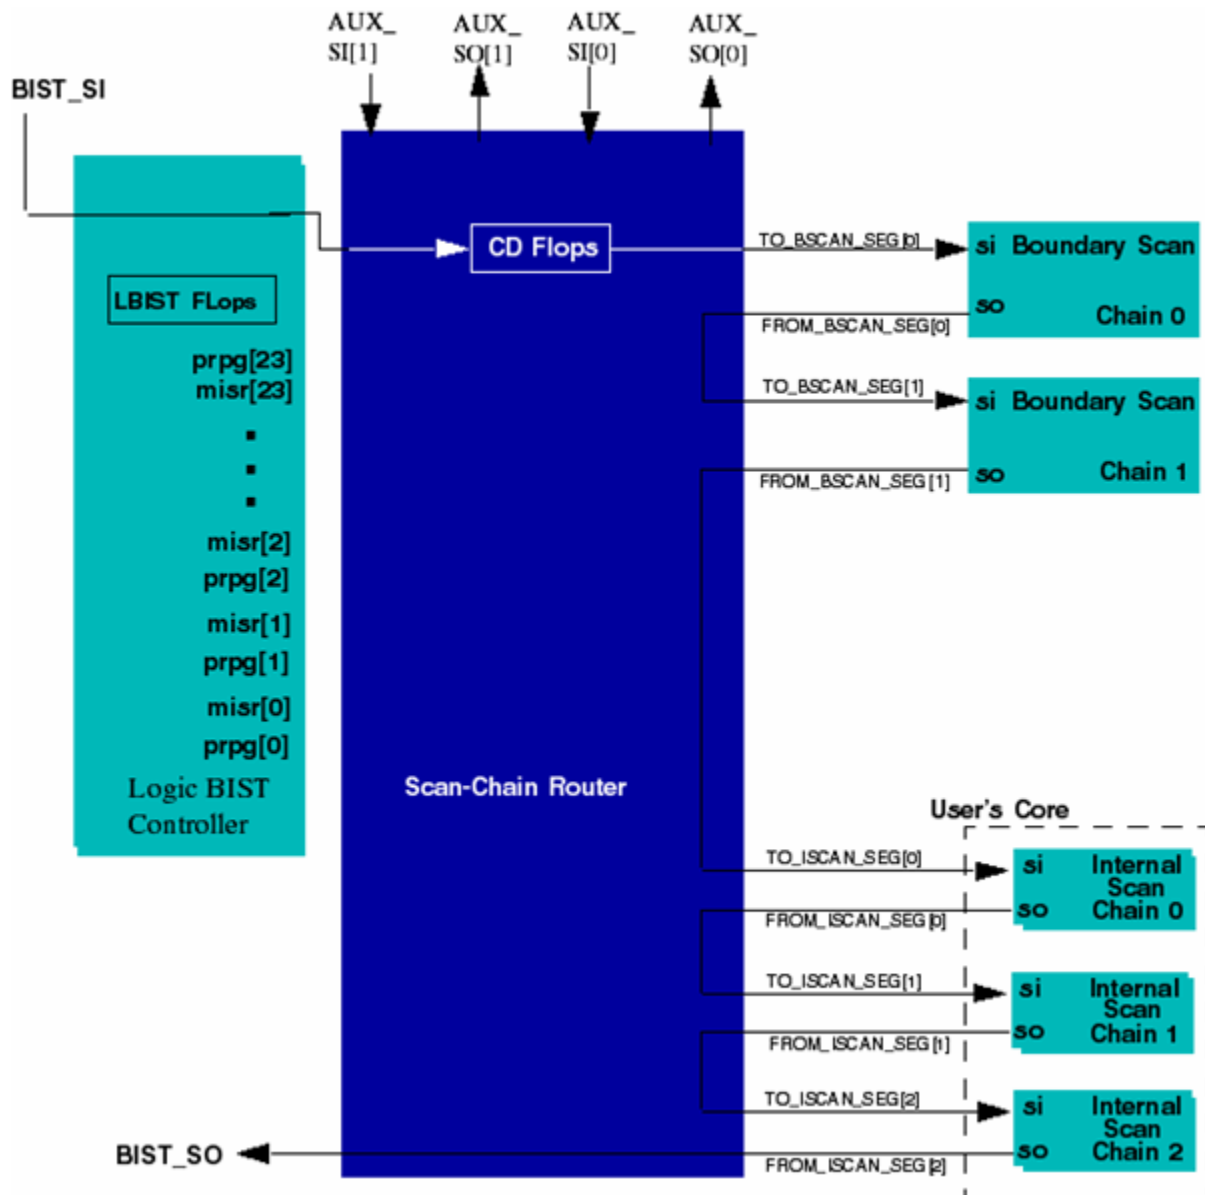 AUX_
SI[1]
AUX_
SO[1]
AUX_
SI[0]
AUX_
SO[0]
BIST_SI
CD Flops
TO_BSCAN_SEG[0]
si Boundary Scan
so
Chain 0
FROM_BSCAN_SEG[0]
LBIST FLops
prpg[23]
misr[23]
TO_BSCAN_SEG[1]
si Boundary Scan
so
Chain 1
FROM_BSCAN_SEG[1]
misr[2]
prpg[2]
misr[1]
prpg[1]
misr[0]
prpg[0]
Logic BIST
Controller
Scan-Chain Router
User's Core
TO_ISCAN_SEG[0]
si Internal
Scan
so Chain 0
FROM_ISCAN_SEG[0]
TO_ISCAN_SEG[1]
si Internal
Scan
so Chain 1
FROM_ISCAN_SEG[1]
TO_ISCAN_SEG[2]
si Internal
Scan
so Chain 2
FROM_ISCAN_SEG[2]
BIST_SO